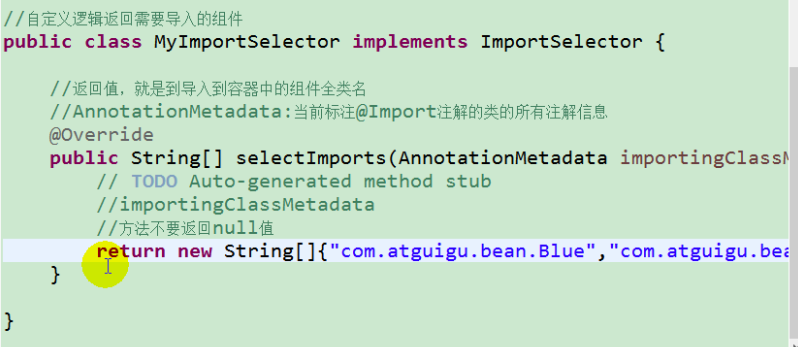 //自定义逻辑返回需要导入的组件
public class MyImportSelector implements ImportSelector {
//返回值，就是到导入到容器中的组件全类名
//AnnotationMetadata:当前标注@Import注解的类的所有注解信息
@Override
public String[] selectImports(AnnotationMetadata importingClassM
// TODO Auto-generated method stub
//importingClassMetadata
//方法不要返回null值
return new String[]{"com.atguigu.bean.Blue","com.atguigu.bea
}
}